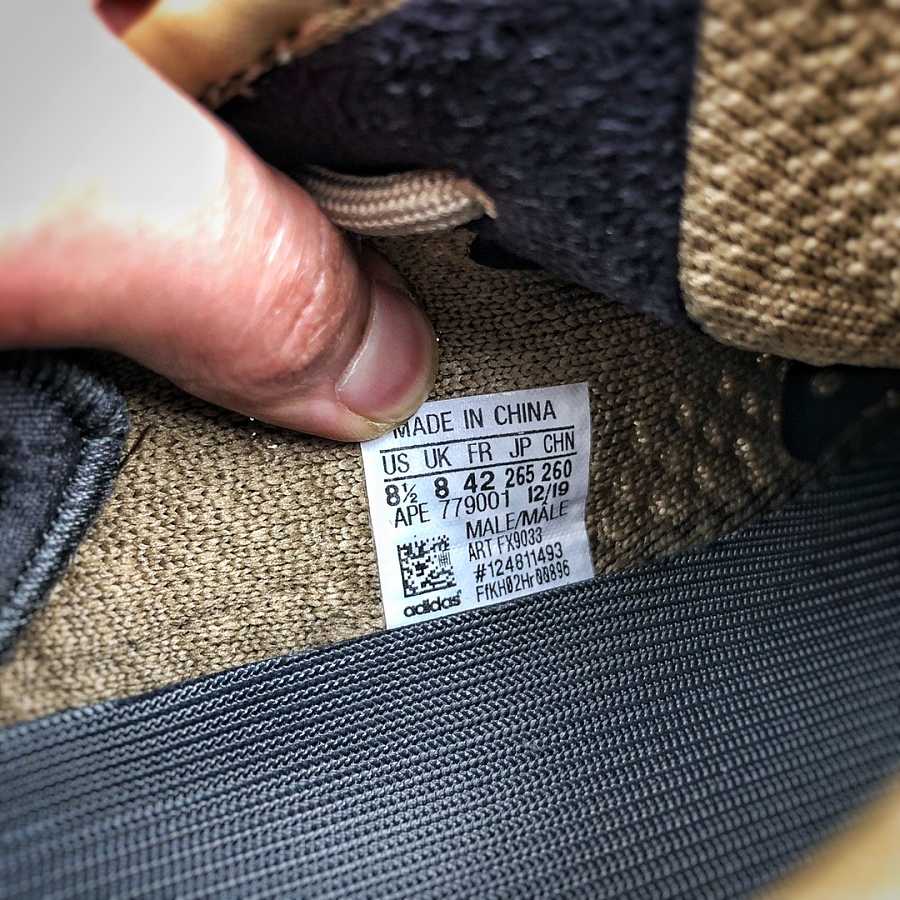 MADE IN CHINA
US UK FR JP CHN
8½ 8 42 265 260
APE 779001 12/19
MALE/MÂLE
ART FX9033
#124811493
FfKH02Hr00896
adidas